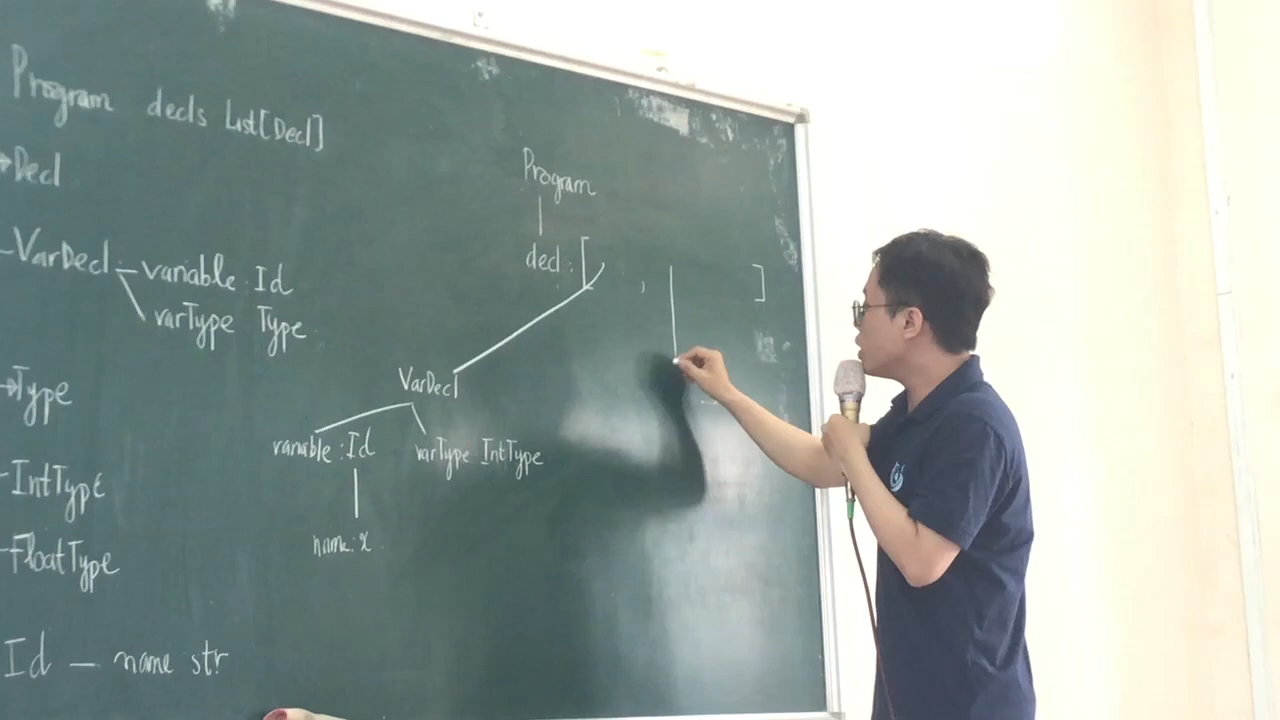 Program decls List[Decl]
Decl
VarDecl variable Id
varType Type
Type
IntType
FloatType
Id — name str
Program
decl : [ , ]
VarDecl
variable : Id varType IntType
name : x